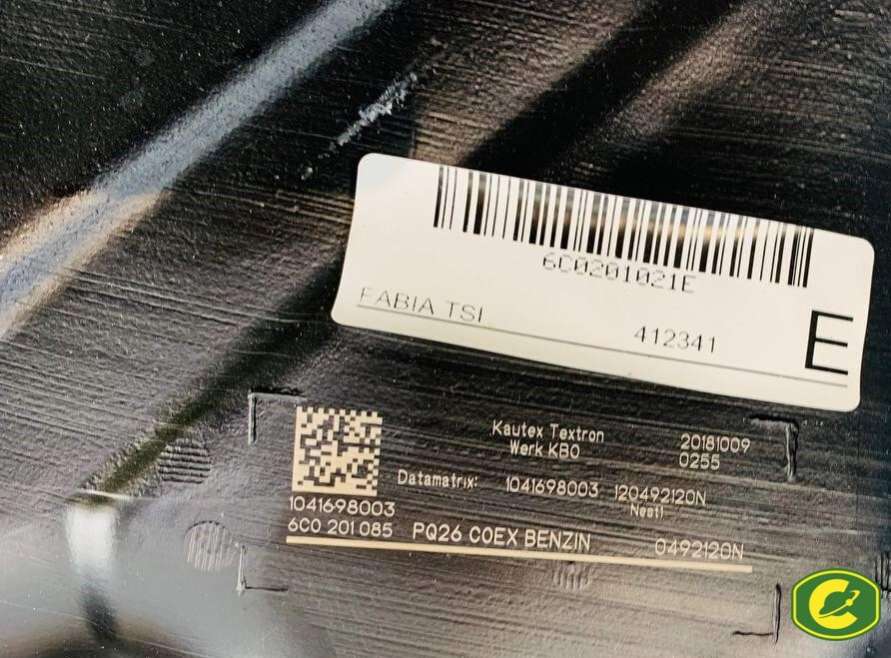 6C0201021E
FABIA TSI
412341
E
Kautex Textron
Werk KB0
20181009
0255
Datamatrix: 1041698003 120492120N
Nest1
1041698003
6C0 201 085 PQ26 COEX BENZIN 0492120N
C